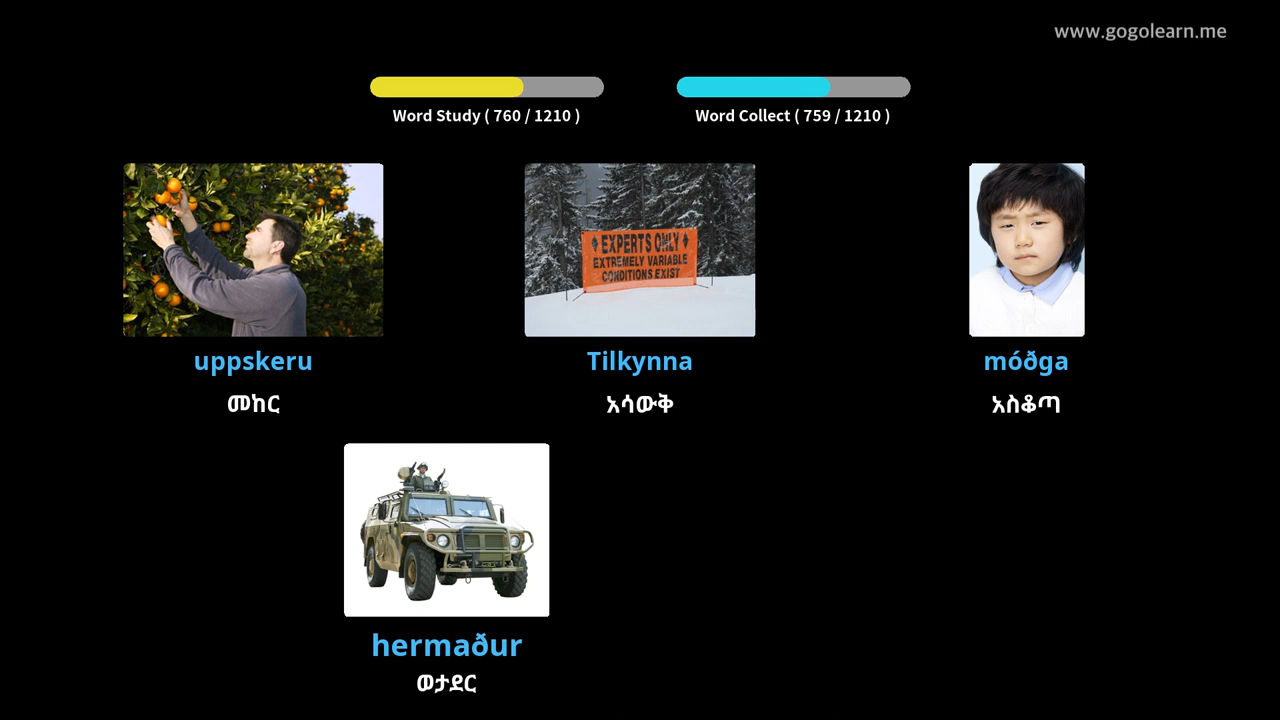 www.gogolearn.me
Word Study ( 760 / 1210 )
Word Collect ( 759 / 1210 )
EXPERTS ONLY
EXTREMELY VARIABLE
CONDITIONS EXIST
uppskeru
መከር
Tilkynna
አሳውቅ
móðga
አስቆጣ
hermaður
ወታደር